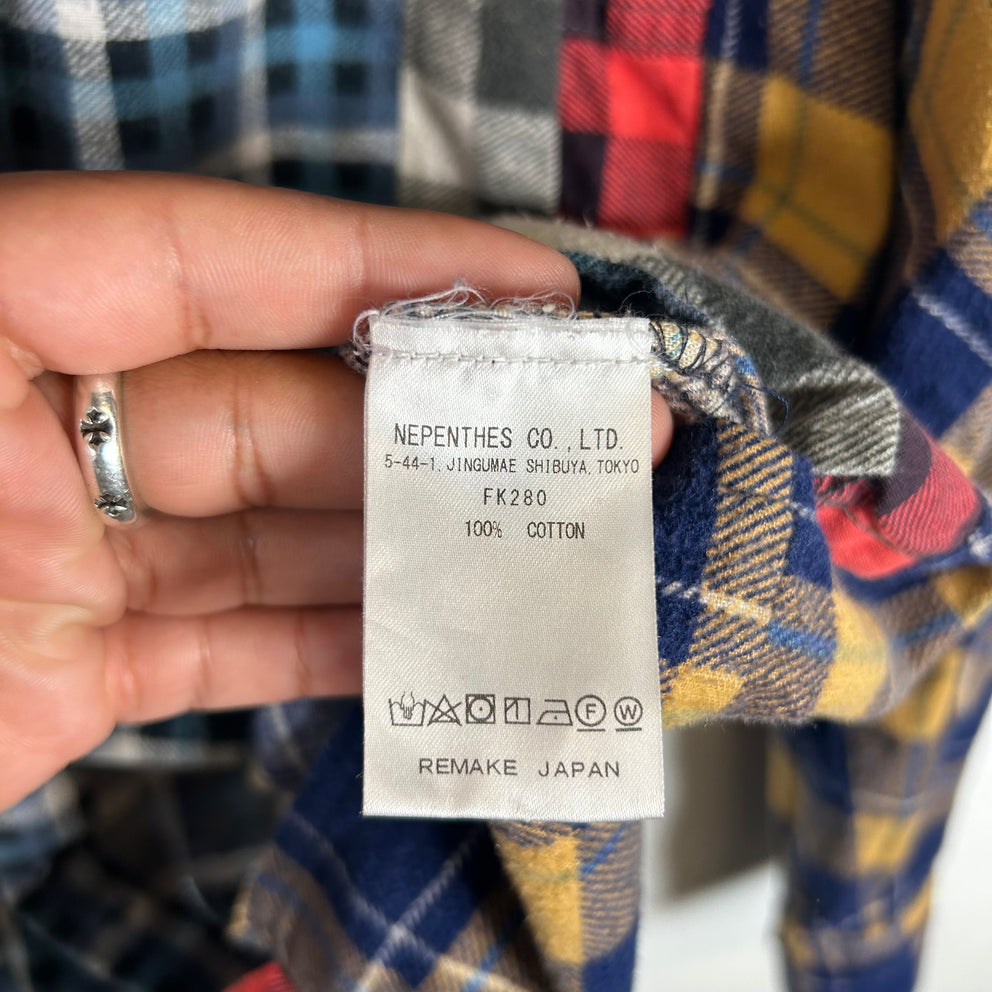 NEPENTHES CO.,LTD.
5-44-1, JINGUMAE SHIBUYA, TOKYO
FK280
100% COTTON
F W
REMAKE JAPAN